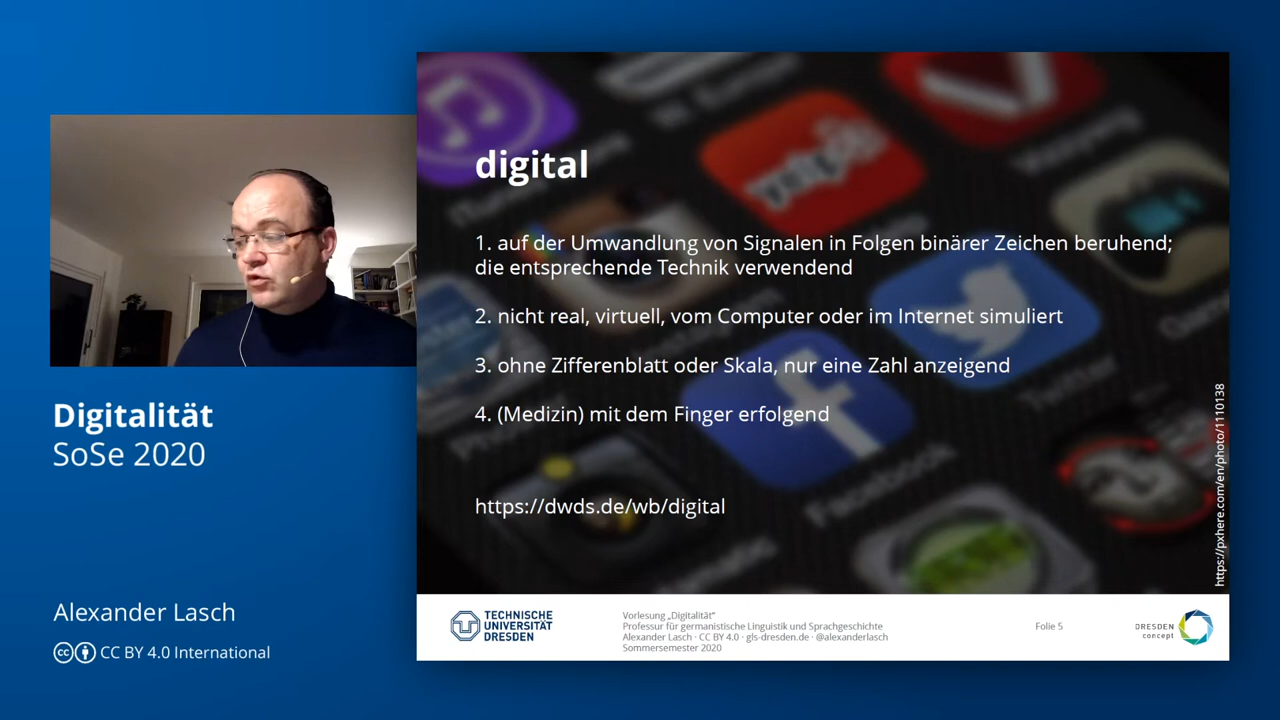 digital
1. auf der Umwandlung von Signalen in Folgen binärer Zeichen beruhend;
die entsprechende Technik verwendend
2. nicht real, virtuell, vom Computer oder im Internet simuliert
3. ohne Zifferenblatt oder Skala, nur eine Zahl anzeigend
4. (Medizin) mit dem Finger erfolgend
https://dwds.de/wb/digital
https://pxhere.com/en/photo/1110138
yelp
Twitter
Facebook
Digitalität
SoSe 2020
Alexander Lasch
CC BY 4.0 International
TECHNISCHE
UNIVERSITÄT
DRESDEN
Vorlesung „Digitalität“
Professur für germanistische Linguistik und Sprachgeschichte
Alexander Lasch · CC BY 4.0 · gls-dresden.de · @alexanderlasch
Sommersemester 2020
Folie 5
DRESDEN
concept